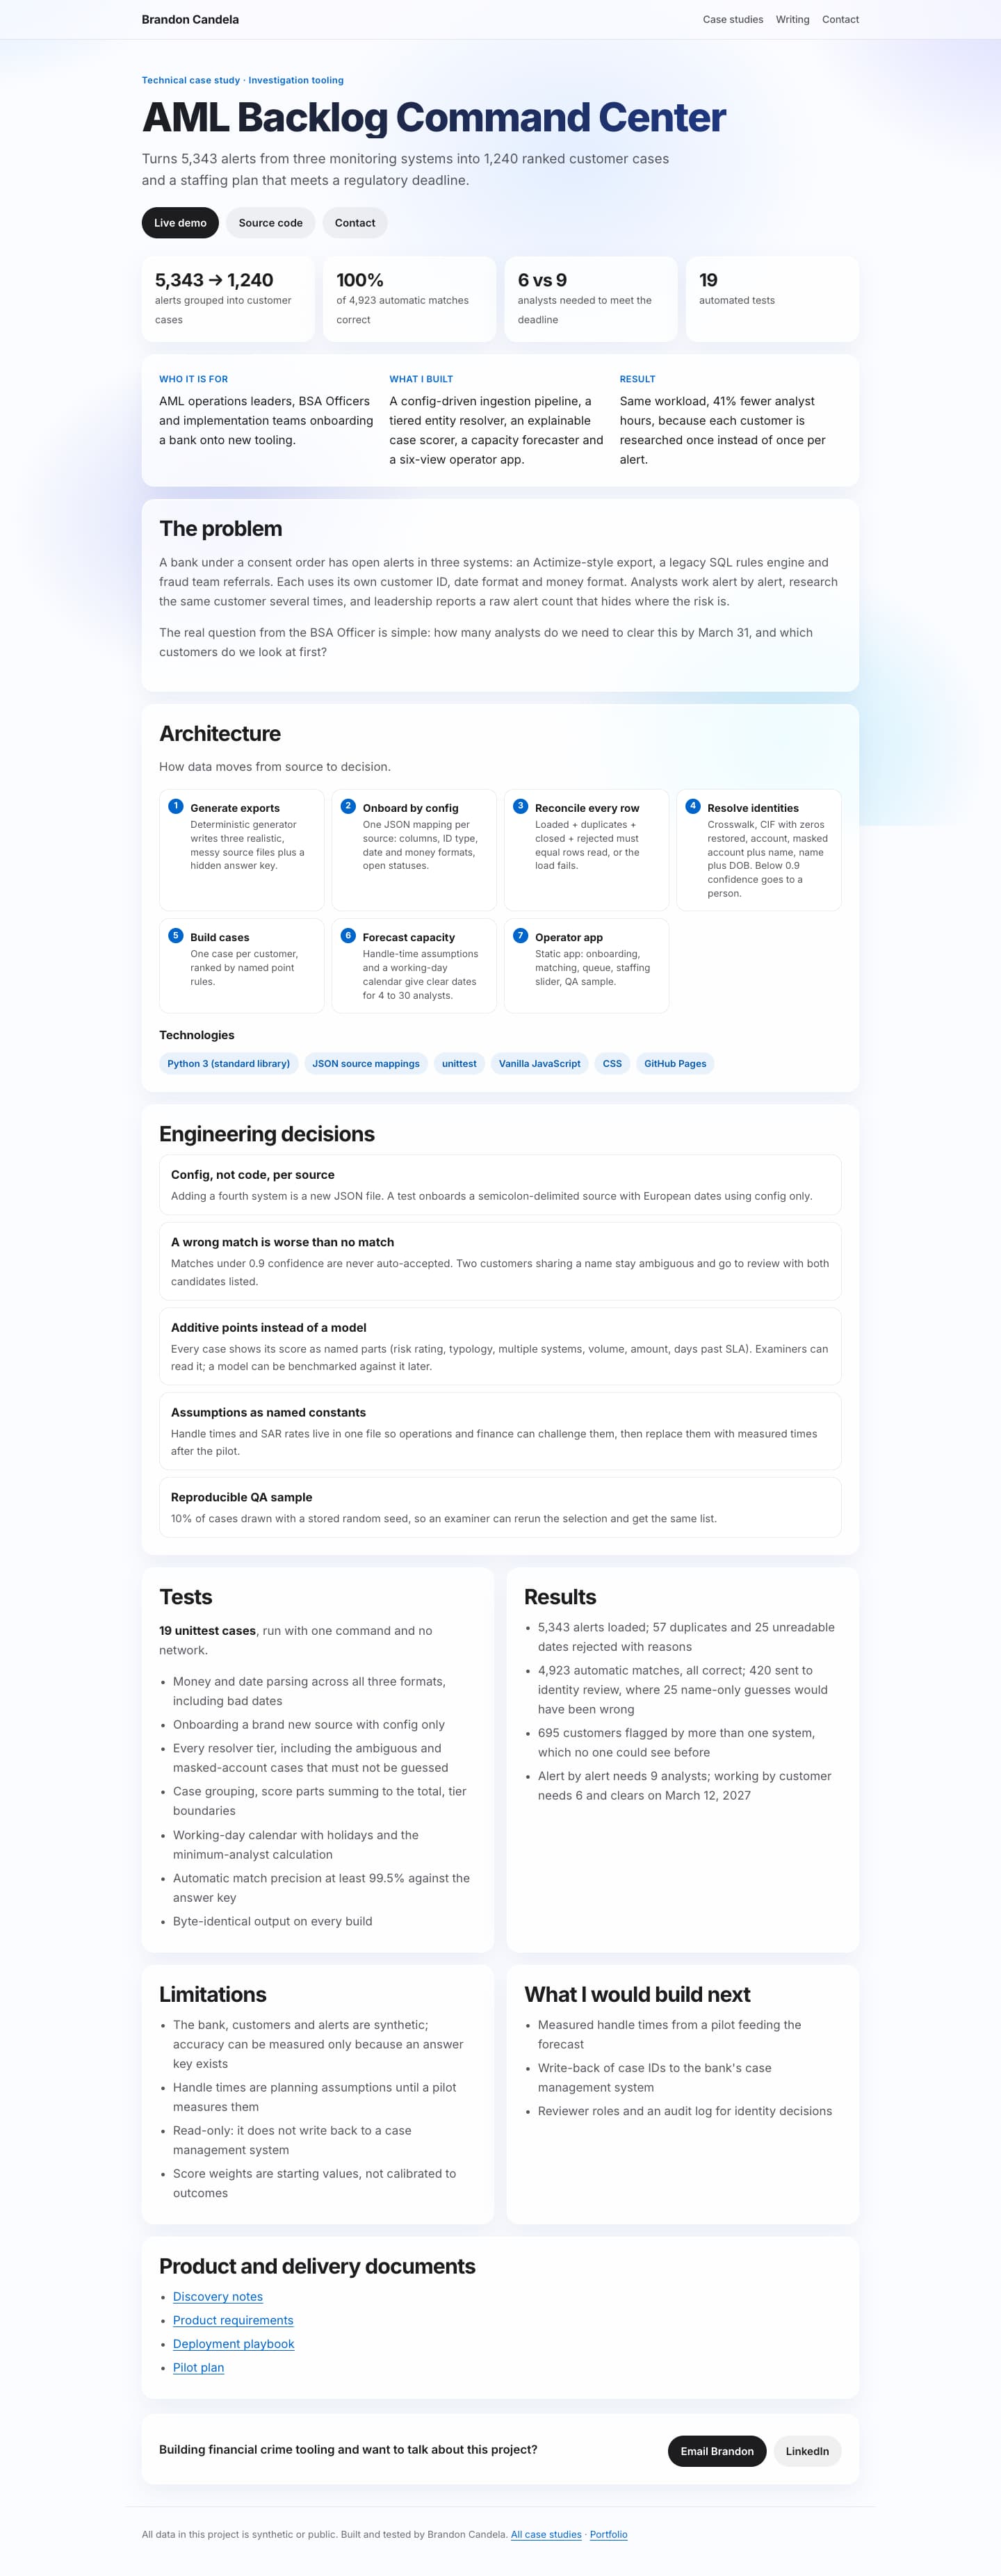 Brandon Candela
Case studies Writing Contact
Technical case study · Investigation tooling
AML Backlog Command Center
Turns 5,343 alerts from three monitoring systems into 1,240 ranked customer cases
and a staffing plan that meets a regulatory deadline.
Live demo Source code Contact
5,343 → 1,240
alerts grouped into customer
cases
100%
of 4,923 automatic matches
correct
6 vs 9
analysts needed to meet the
deadline
19
automated tests
WHO IT IS FOR
AML operations leaders, BSA Officers
and implementation teams onboarding
a bank onto new tooling.
WHAT I BUILT
A config-driven ingestion pipeline, a
tiered entity resolver, an explainable
case scorer, a capacity forecaster and
a six-view operator app.
RESULT
Same workload, 41% fewer analyst
hours, because each customer is
researched once instead of once per
alert.
The problem
A bank under a consent order has open alerts in three systems: an Actimize-style export, a legacy SQL rules engine and
fraud team referrals. Each uses its own customer ID, date format and money format. Analysts work alert by alert, research
the same customer several times, and leadership reports a raw alert count that hides where the risk is.
The real question from the BSA Officer is simple: how many analysts do we need to clear this by March 31, and which
customers do we look at first?
Architecture
How data moves from source to decision.
1 Generate exports
Deterministic generator
writes three realistic,
messy source files plus a
hidden answer key.
2 Onboard by config
One JSON mapping per
source: columns, ID type,
date and money formats,
open statuses.
3 Reconcile every row
Loaded + duplicates +
closed + rejected must
equal rows read, or the
load fails.
4 Resolve identities
Crosswalk, CIF with zeros
restored, account, masked
account plus name, name
plus DOB. Below 0.9
confidence goes to a
person.
5 Build cases
One case per customer,
ranked by named point
rules.
6 Forecast capacity
Handle-time assumptions
and a working-day
calendar give clear dates
for 4 to 30 analysts.
7 Operator app
Static app: onboarding,
matching, queue, staffing
slider, QA sample.
Technologies
Python 3 (standard library) JSON source mappings unittest Vanilla JavaScript CSS GitHub Pages
Engineering decisions
Config, not code, per source
Adding a fourth system is a new JSON file. A test onboards a semicolon-delimited source with European dates using config only.
A wrong match is worse than no match
Matches under 0.9 confidence are never auto-accepted. Two customers sharing a name stay ambiguous and go to review with both
candidates listed.
Additive points instead of a model
Every case shows its score as named parts (risk rating, typology, multiple systems, volume, amount, days past SLA). Examiners can
read it; a model can be benchmarked against it later.
Assumptions as named constants
Handle times and SAR rates live in one file so operations and finance can challenge them, then replace them with measured times
after the pilot.
Reproducible QA sample
10% of cases drawn with a stored random seed, so an examiner can rerun the selection and get the same list.
Tests
19 unittest cases, run with one command and no
network.
• Money and date parsing across all three formats,
including bad dates
• Onboarding a brand new source with config only
• Every resolver tier, including the ambiguous and
masked-account cases that must not be guessed
• Case grouping, score parts summing to the total, tier
boundaries
• Working-day calendar with holidays and the
minimum-analyst calculation
• Automatic match precision at least 99.5% against the
answer key
• Byte-identical output on every build
Results
• 5,343 alerts loaded; 57 duplicates and 25 unreadable
dates rejected with reasons
• 4,923 automatic matches, all correct; 420 sent to
identity review, where 25 name-only guesses would
have been wrong
• 695 customers flagged by more than one system,
which no one could see before
• Alert by alert needs 9 analysts; working by customer
needs 6 and clears on March 12, 2027
Limitations
• The bank, customers and alerts are synthetic;
accuracy can be measured only because an answer
key exists
• Handle times are planning assumptions until a pilot
measures them
• Read-only: it does not write back to a case
management system
• Score weights are starting values, not calibrated to
outcomes
What I would build next
• Measured handle times from a pilot feeding the
forecast
• Write-back of case IDs to the bank's case
management system
• Reviewer roles and an audit log for identity decisions
Product and delivery documents
• Discovery notes
• Product requirements
• Deployment playbook
• Pilot plan
Building financial crime tooling and want to talk about this project?
Email Brandon LinkedIn
All data in this project is synthetic or public. Built and tested by Brandon Candela. All case studies · Portfolio